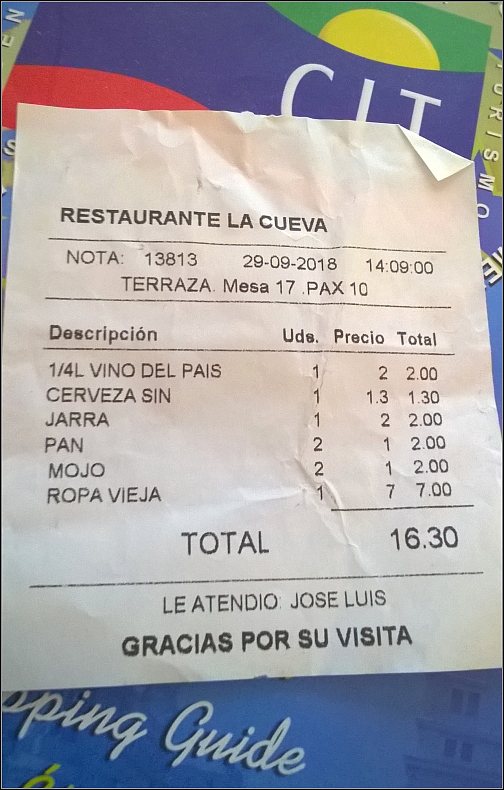 CIT
TURISMO
RESTAURANTE LA CUEVA
NOTA: 13813 29-09-2018 14:09:00
TERRAZA. Mesa 17 .PAX 10
Descripción Uds. Precio Total
1/4L VINO DEL PAIS 1 2 2.00
CERVEZA SIN 1 1.3 1.30
JARRA 1 2 2.00
PAN 2 1 2.00
MOJO 2 1 2.00
ROPA VIEJA 1 7 7.00
TOTAL 16.30
LE ATENDIO: JOSE LUIS
GRACIAS POR SU VISITA
pping Guide